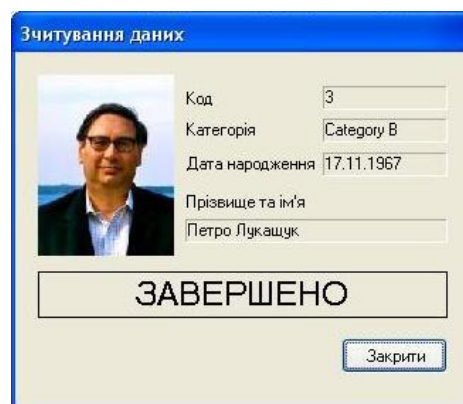 Зчитування даних
Код 3
Категорія Category B
Дата народження 17.11.1967
Прізвище та ім'я
Петро Лукащук
ЗАВЕРШЕНО
Закрити